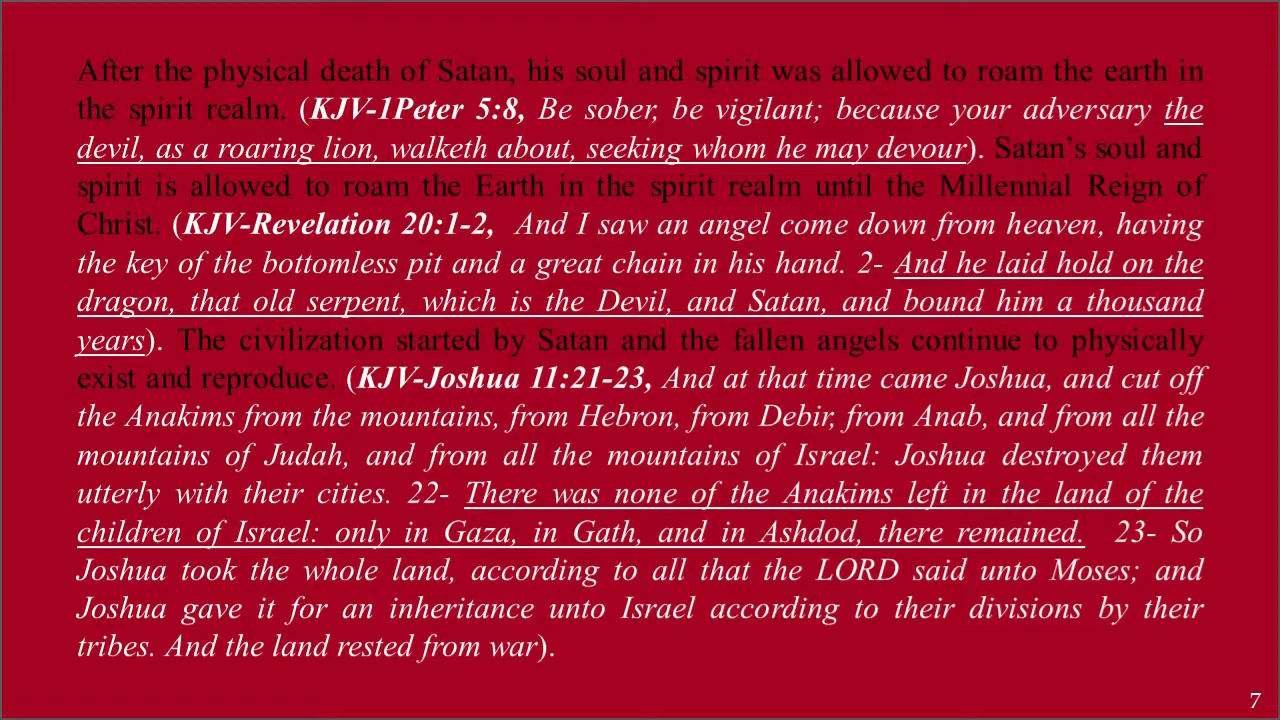 After the physical death of Satan, his soul and spirit was allowed to roam the earth in
the spirit realm. (KJV-1Peter 5:8, Be sober, be vigilant; because your adversary the
devil, as a roaring lion, walketh about, seeking whom he may devour). Satan’s soul and
spirit is allowed to roam the Earth in the spirit realm until the Millennial Reign of
Christ. (KJV-Revelation 20:1-2, And I saw an angel come down from heaven, having
the key of the bottomless pit and a great chain in his hand. 2- And he laid hold on the
dragon, that old serpent, which is the Devil, and Satan, and bound him a thousand
years). The civilization started by Satan and the fallen angels continue to physically
exist and reproduce. (KJV-Joshua 11:21-23, And at that time came Joshua, and cut off
the Anakims from the mountains, from Hebron, from Debir, from Anab, and from all the
mountains of Judah, and from all the mountains of Israel: Joshua destroyed them
utterly with their cities. 22- There was none of the Anakims left in the land of the
children of Israel: only in Gaza, in Gath, and in Ashdod, there remained. 23- So
Joshua took the whole land, according to all that the LORD said unto Moses; and
Joshua gave it for an inheritance unto Israel according to their divisions by their
tribes. And the land rested from war).
7